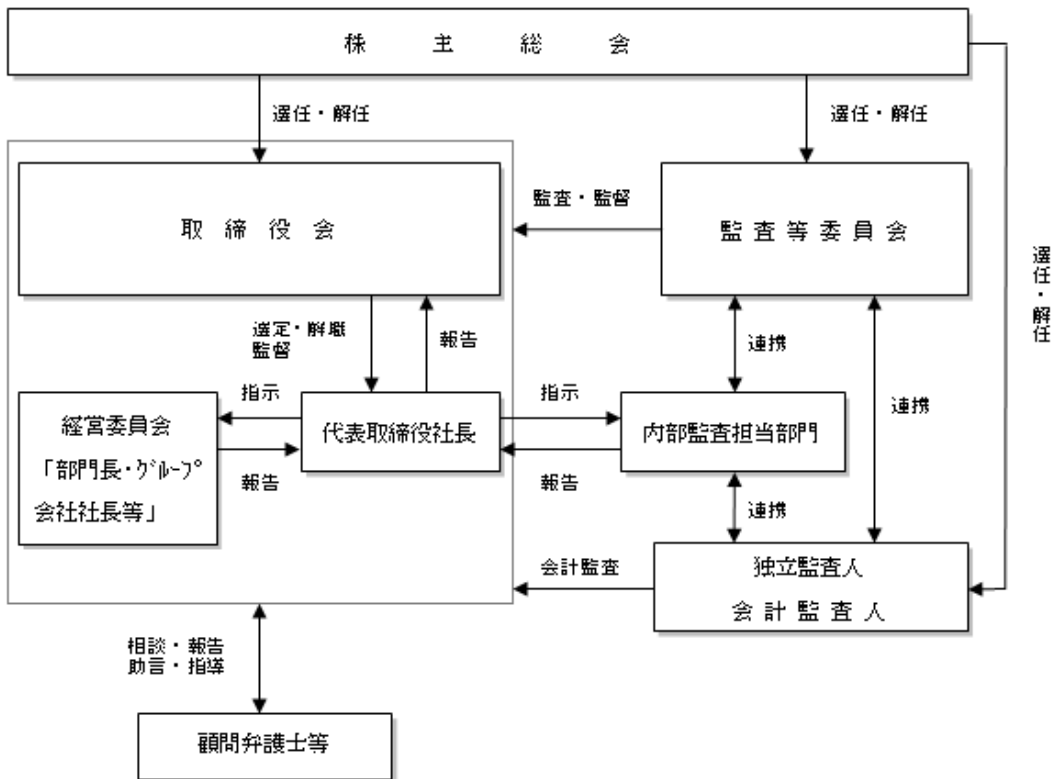 株主総会
選任・解任
選任・解任
取締役会
監査・監督
監査等委員会
選任・解任
選定・解職
監督
報告
連携
連携
経営委員会
「部門長・グループ
会社社長等」
指示
報告
代表取締役社長
指示
報告
内部監査担当部門
連携
会計監査
独立監査人
会計監査人
相談・報告
助言・指導
顧問弁護士等